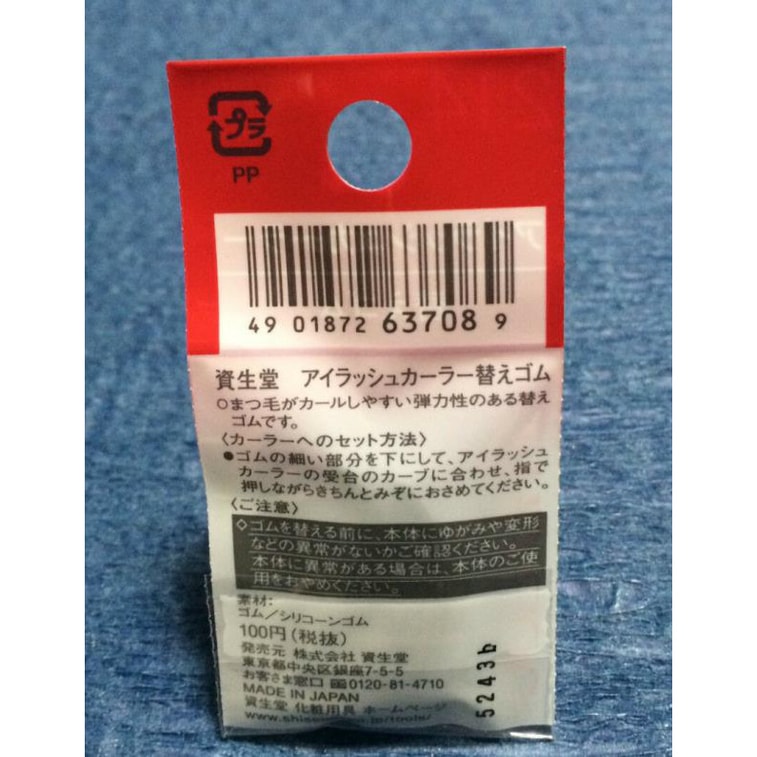 プラ
PP
49 01872 63708 9
資生堂 アイラッシュカーラー替えゴム
○まつ毛がカールしやすい弾力性のある替え
ゴムです。
〈カーラーへのセット方法〉
●ゴムの細い部分を下にして、アイラッシュ
カーラーの受台のカーブに合わせ、指で
押しながらきちんとみぞにおさめてください。
〈ご注意〉
◇ゴムを替える前に、本体にゆがみや変形
などの異常がないかご確認ください。
本体に異常がある場合は、本体のご使
用をおやめください。
素材:
ゴム/シリコーンゴム
100円(税抜)
発売元 株式会社 資生堂
東京都中央区銀座7-5-5
お客さま窓口 0120-81-4710
MADE IN JAPAN
資生堂 化粧用具 ホームページ
5243b